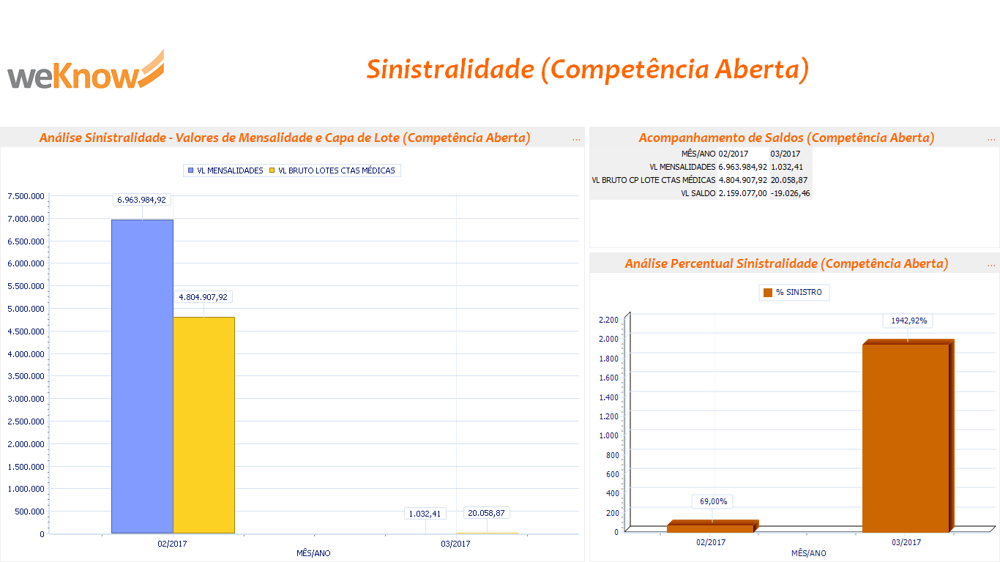 weKnow
Sinistralidade (Competência Aberta)
Análise Sinistralidade - Valores de Mensalidade e Capa de Lote (Competência Aberta) ...
VL MENSALIDADES VL BRUTO LOTES CTAS MÉDICAS
7.500.000
7.000.000
6.500.000
6.000.000
5.500.000
5.000.000
4.500.000
4.000.000
3.500.000
3.000.000
2.500.000
2.000.000
1.500.000
1.000.000
500.000
0
6.963.984,92
4.804.907,92
1.032,41
20.058,87
02/2017 03/2017
MÊS/ANO
Acompanhamento de Saldos (Competência Aberta) ...
MÊS/ANO 02/2017 03/2017
VL MENSALIDADES 6.963.984,92 1.032,41
VL BRUTO CP LOTE CTAS MÉDICAS 4.804.907,92 20.058,87
VL SALDO 2.159.077,00 -19.026,46
Análise Percentual Sinistralidade (Competência Aberta) ...
% SINISTRO
2.200
2.000
1.800
1.600
1.400
1.200
1.000
800
600
400
200
0
69,00%
1942,92%
02/2017 03/2017
MÊS/ANO